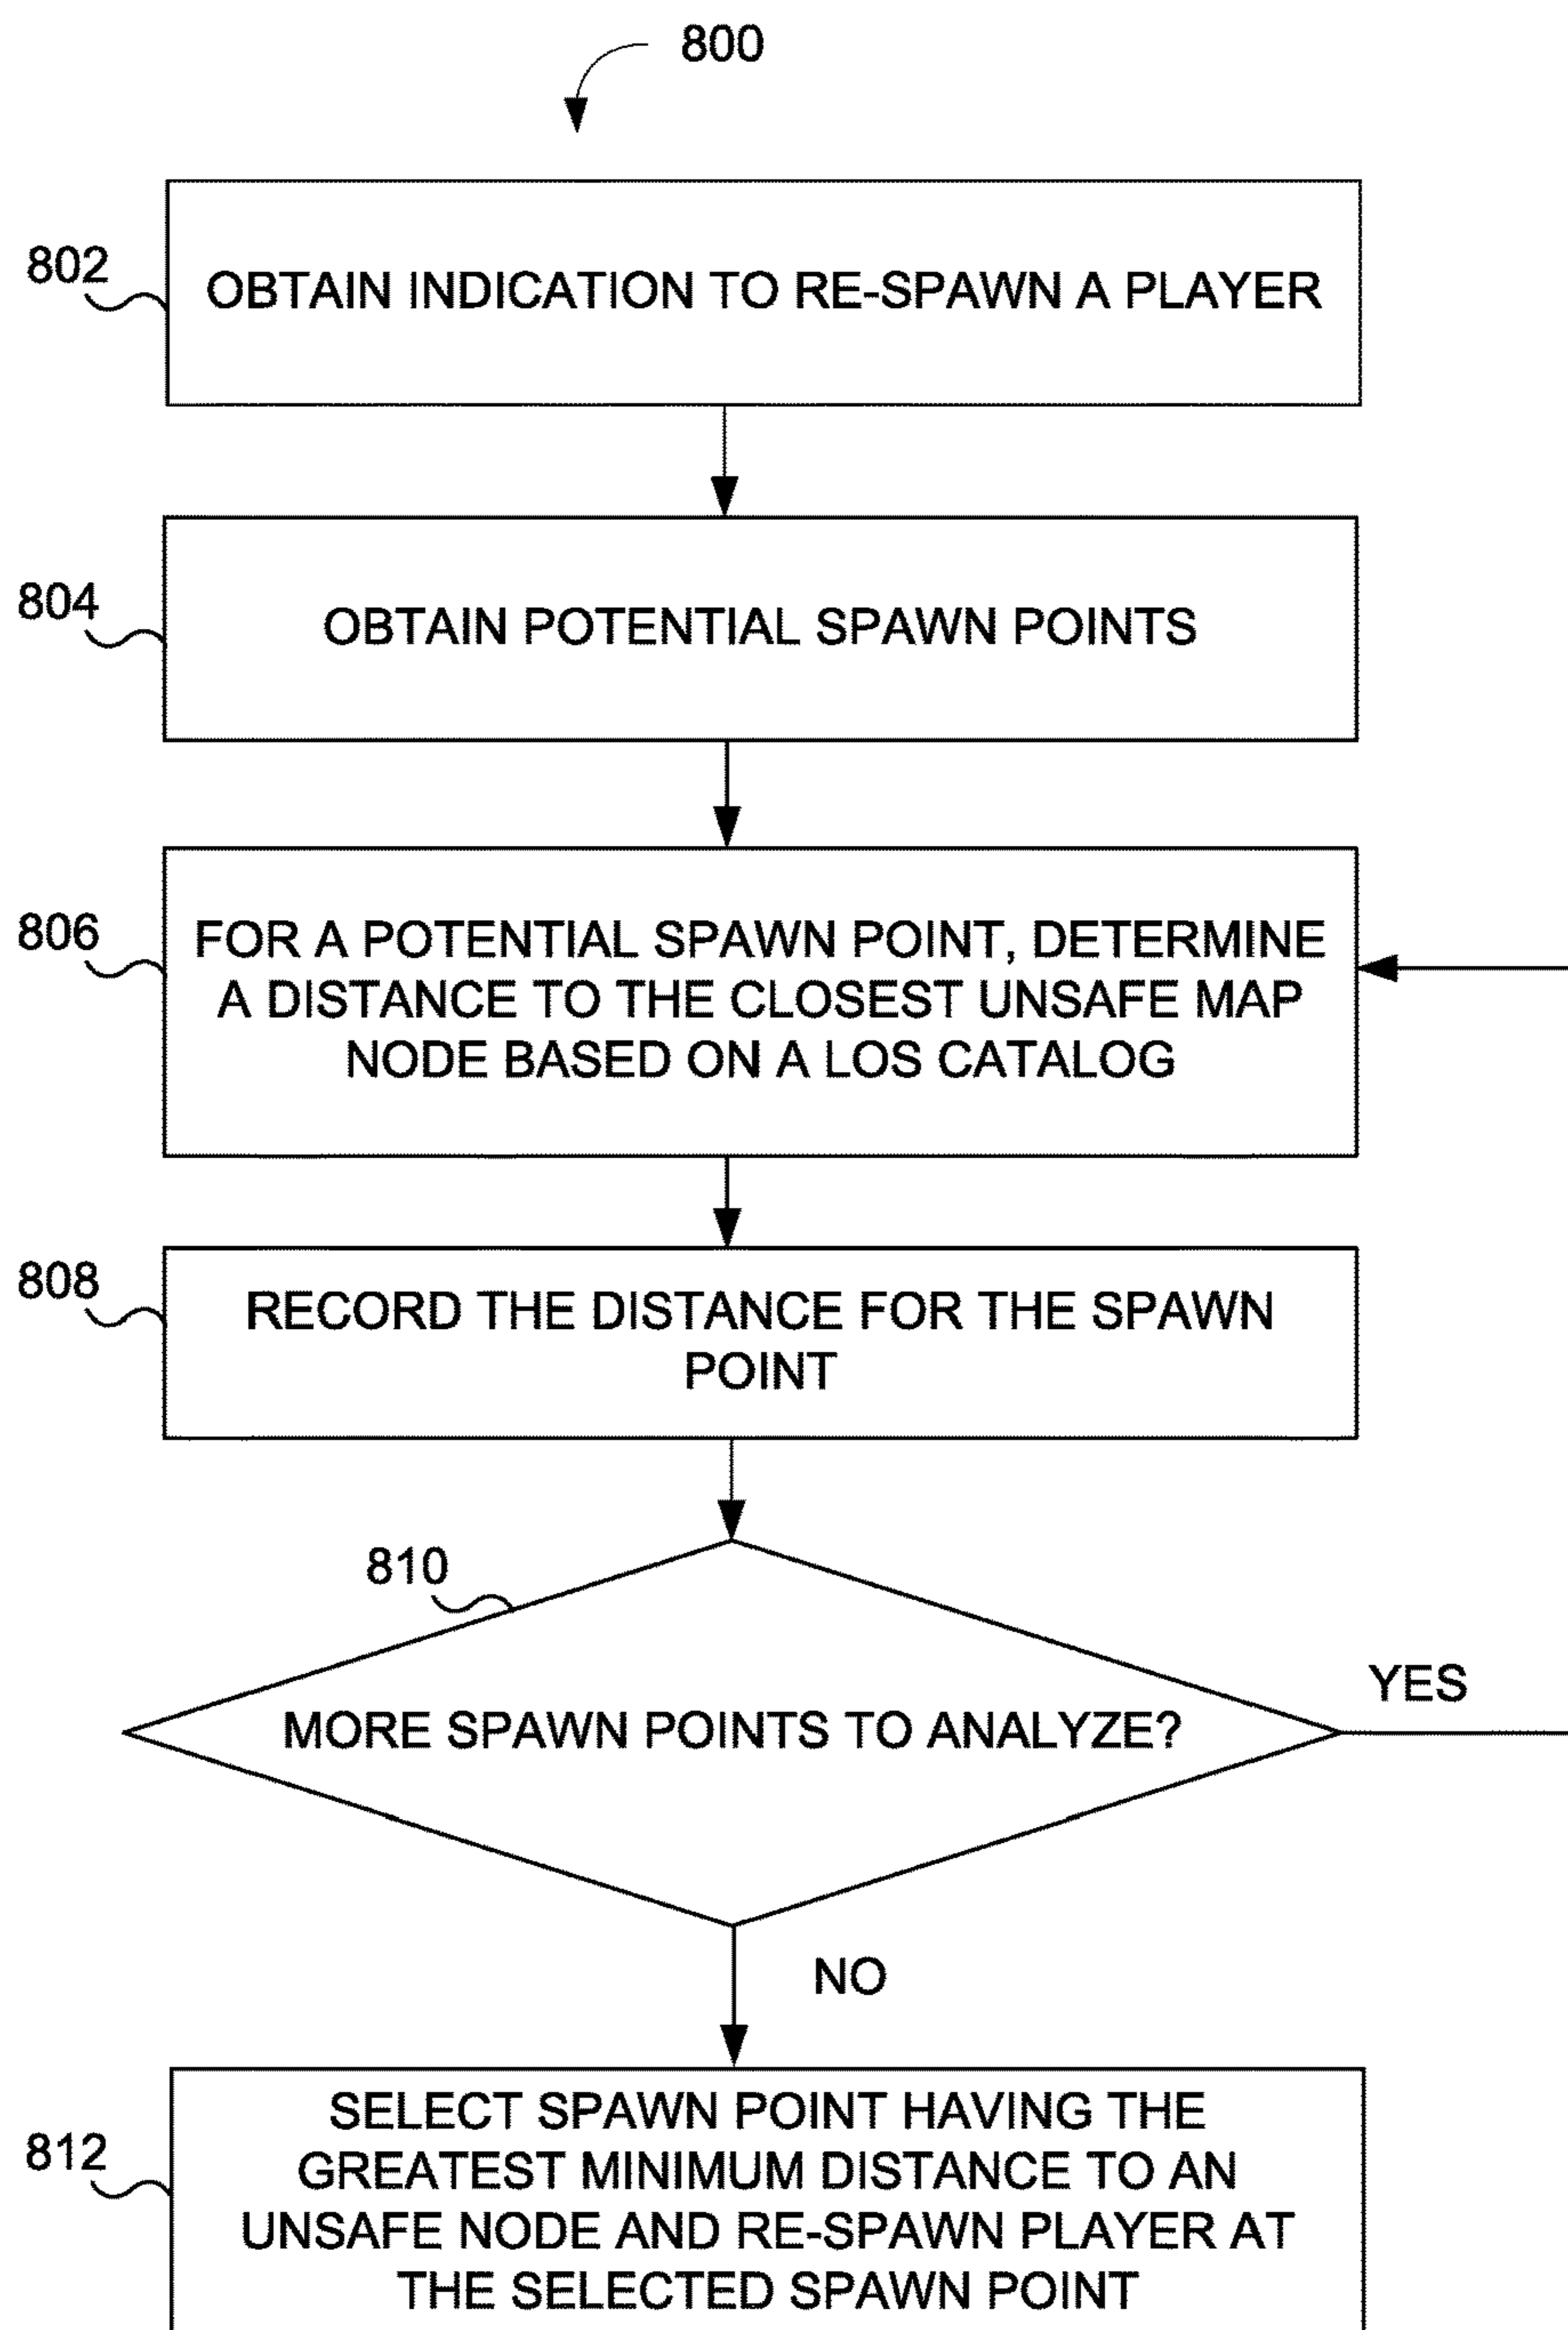 800
802
OBTAIN INDICATION TO RE-SPAWN A PLAYER
804
OBTAIN POTENTIAL SPAWN POINTS
806
FOR A POTENTIAL SPAWN POINT, DETERMINE
A DISTANCE TO THE CLOSEST UNSAFE MAP
NODE BASED ON A LOS CATALOG
808
RECORD THE DISTANCE FOR THE SPAWN
POINT
810
MORE SPAWN POINTS TO ANALYZE?
YES
NO
812
SELECT SPAWN POINT HAVING THE
GREATEST MINIMUM DISTANCE TO AN
UNSAFE NODE AND RE-SPAWN PLAYER AT
THE SELECTED SPAWN POINT